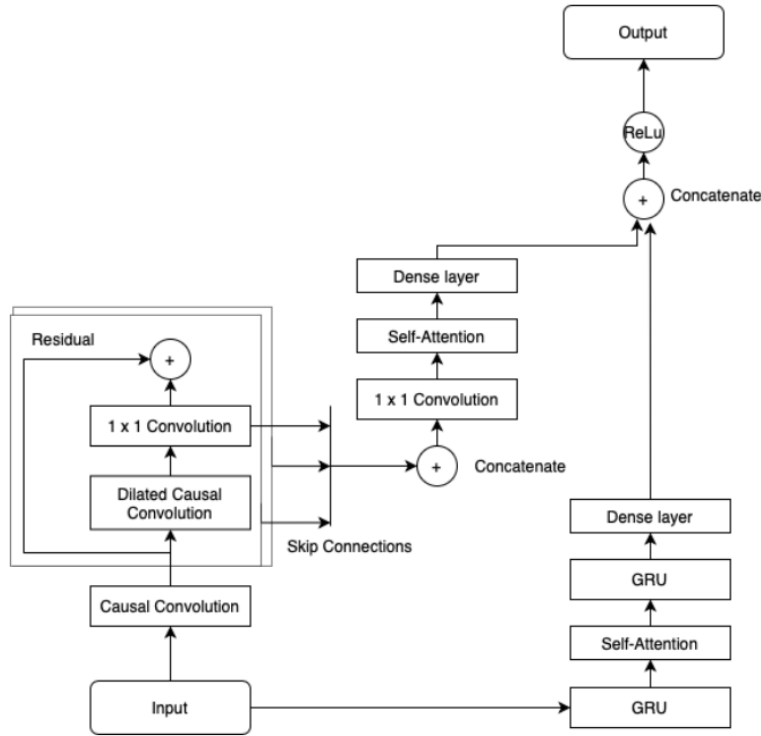 Output
ReLu
+
Concatenate
Dense layer
Residual
Self-Attention
+
1 x 1 Convolution
1 x 1 Convolution
+
Concatenate
Dilated Causal
Convolution
Dense layer
Skip Connections
GRU
Causal Convolution
Self-Attention
Input
GRU